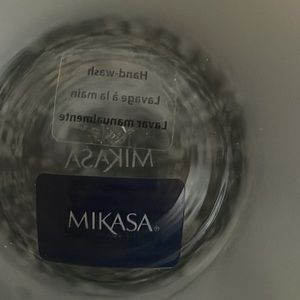 Hand-wash
Lavage à la main
Lavar manualmente
MIKASA
MIKASA®